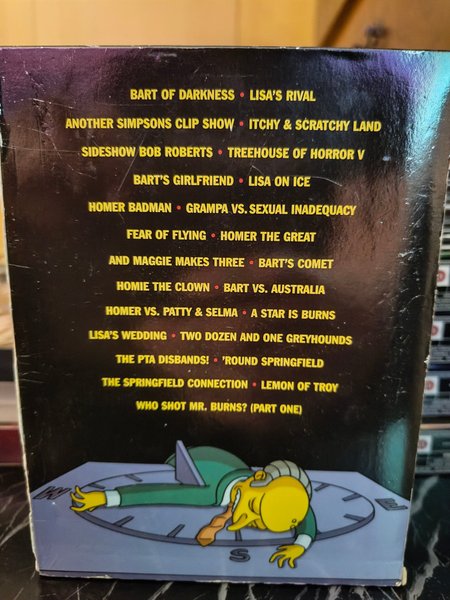 BART OF DARKNESS • LISA'S RIVAL
ANOTHER SIMPSONS CLIP SHOW • ITCHY & SCRATCHY LAND
SIDESHOW BOB ROBERTS • TREEHOUSE OF HORROR V
BART'S GIRLFRIEND • LISA ON ICE
HOMER BADMAN • GRAMPA VS. SEXUAL INADEQUACY
FEAR OF FLYING • HOMER THE GREAT
AND MAGGIE MAKES THREE • BART'S COMET
HOMIE THE CLOWN • BART VS. AUSTRALIA
HOMER VS. PATTY & SELMA • A STAR IS BURNS
LISA'S WEDDING • TWO DOZEN AND ONE GREYHOUNDS
THE PTA DISBANDS! • 'ROUND SPRINGFIELD
THE SPRINGFIELD CONNECTION • LEMON OF TROY
WHO SHOT MR. BURNS? (PART ONE)
W E
S